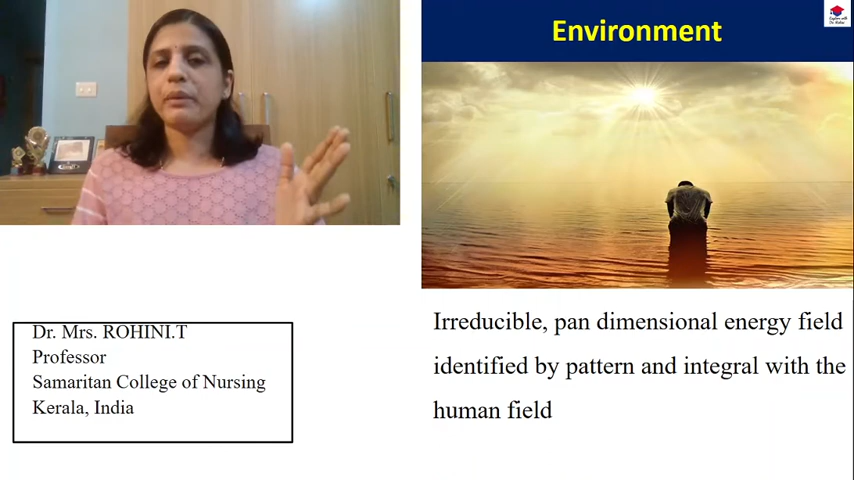 Environment
Dr. Mrs. ROHINI.T
Professor
Samaritan College of Nursing
Kerala, India
Irreducible, pan dimensional energy field
identified by pattern and integral with the
human field